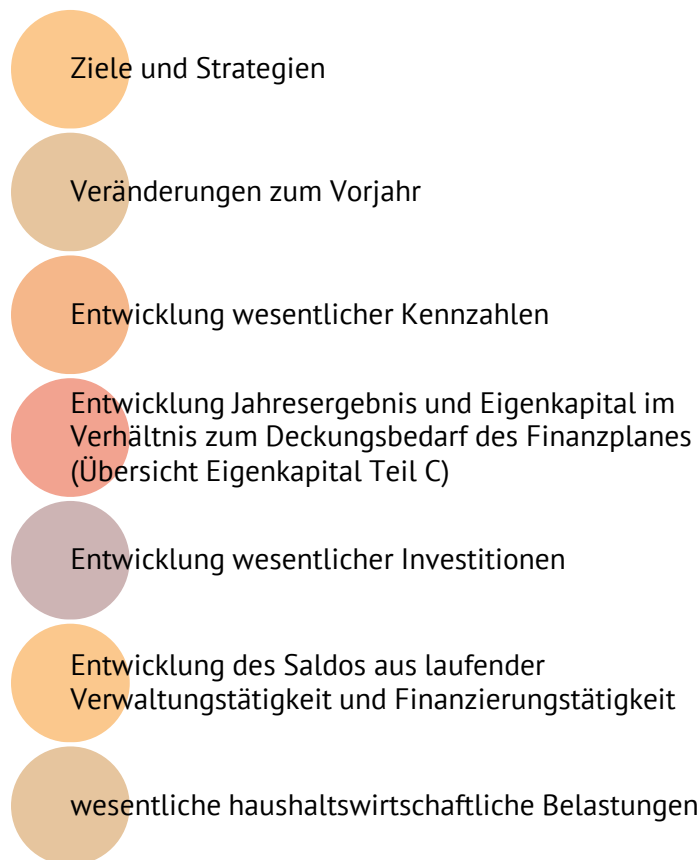 Ziele und Strategien
Veränderungen zum Vorjahr
Entwicklung wesentlicher Kennzahlen
Entwicklung Jahresergebnis und Eigenkapital im
Verhältnis zum Deckungsbedarf des Finanzplanes
(Übersicht Eigenkapital Teil C)
Entwicklung wesentlicher Investitionen
Entwicklung des Saldos aus laufender
Verwaltungstätigkeit und Finanzierungstätigkeit
wesentliche haushaltswirtschaftliche Belastungen